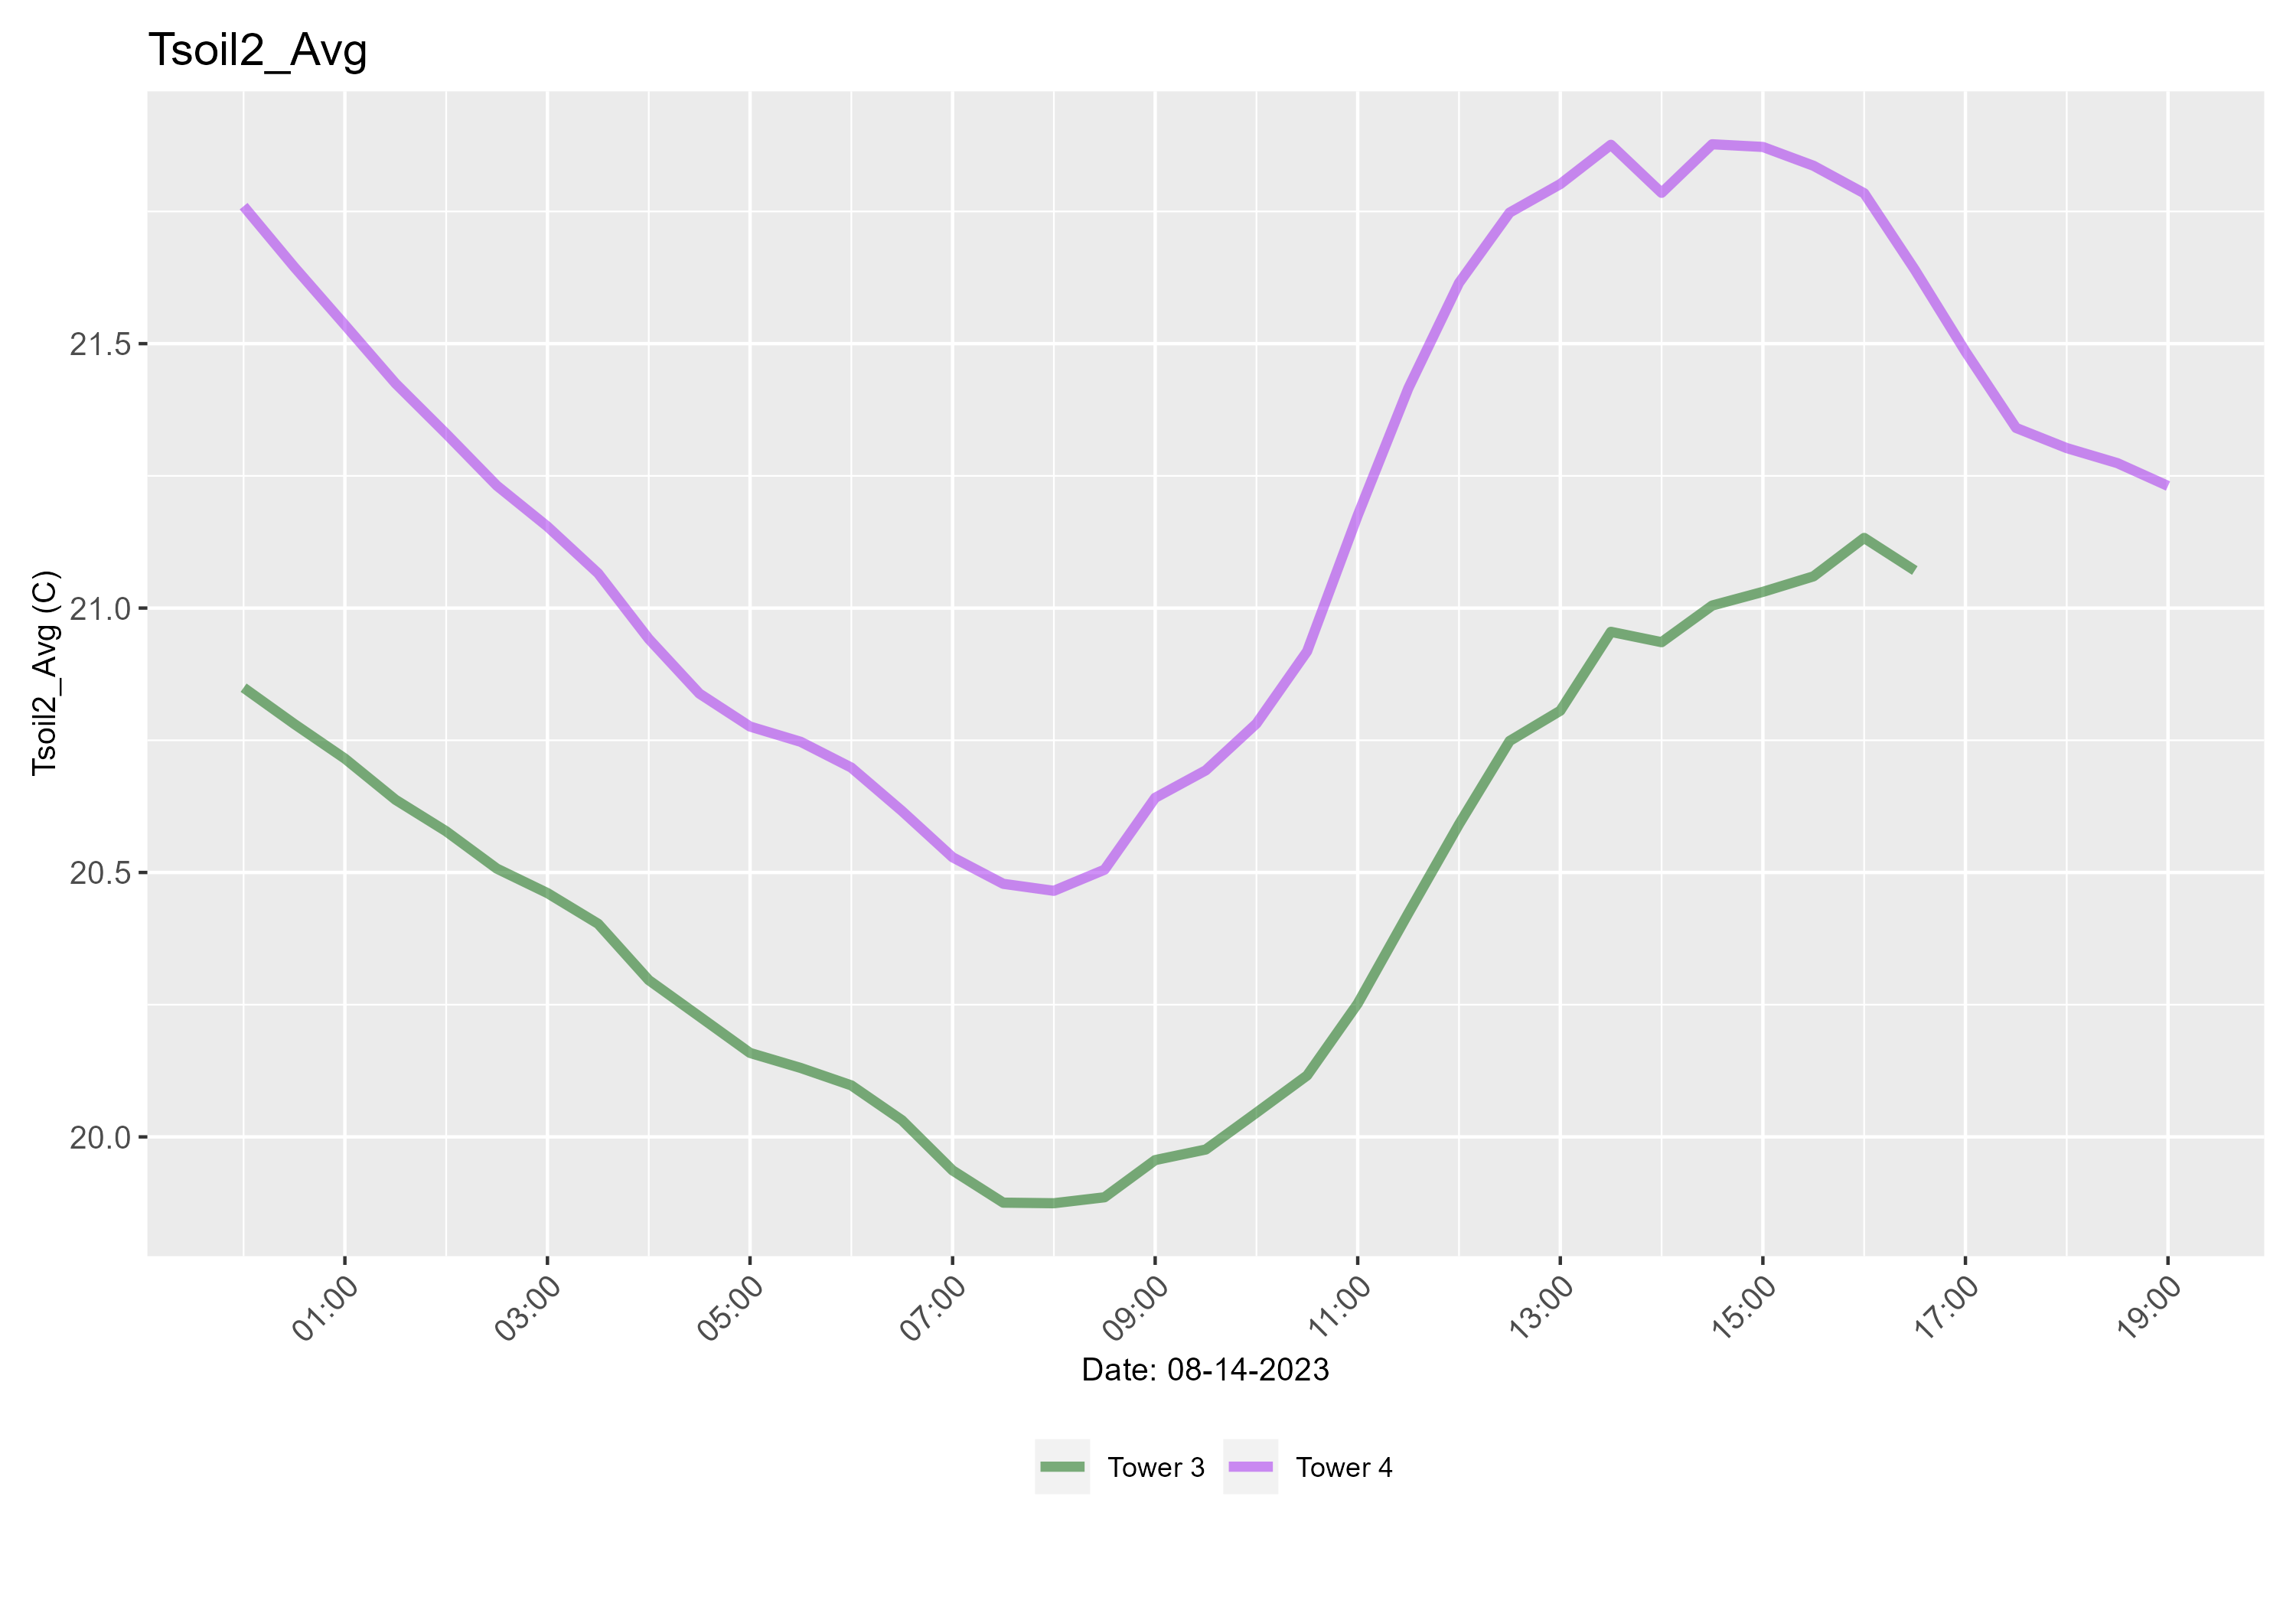 Tsoil2_Avg
Tsoil2_Avg (C)
21.5
21.0
20.5
20.0
01:00 03:00 05:00 07:00 09:00 11:00 13:00 15:00 17:00 19:00
Date: 08-14-2023
Tower 3 Tower 4